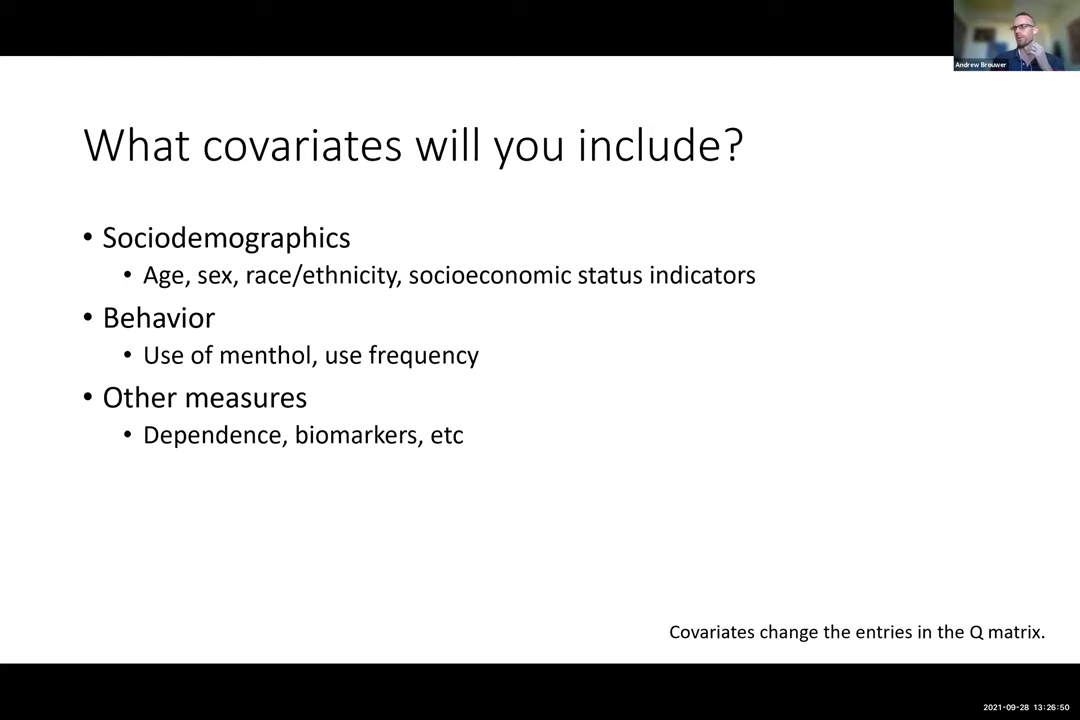 Andrew Brouwer
What covariates will you include?
• Sociodemographics
• Age, sex, race/ethnicity, socioeconomic status indicators
• Behavior
• Use of menthol, use frequency
• Other measures
• Dependence, biomarkers, etc
Covariates change the entries in the Q matrix.
2021-09-28 13:26:50